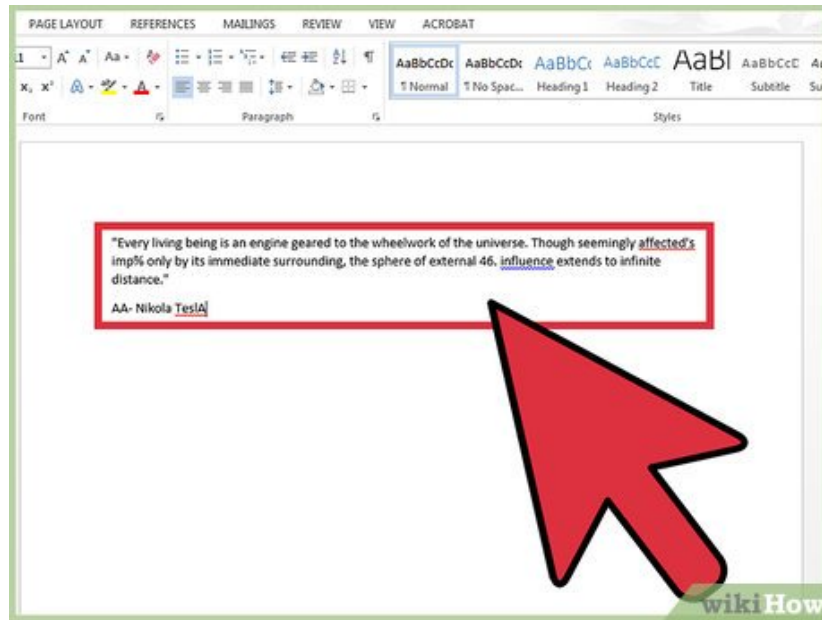 PAGE LAYOUT REFERENCES MAILINGS REVIEW VIEW ACROBAT
AaBbCcDc AaBbCcDc AaBbCc AaBbCcC AaBl AaBbCcC
Normal No Spac... Heading 1 Heading 2 Title Subtitle
Font Paragraph Styles
"Every living being is an engine geared to the wheelwork of the universe. Though seemingly affected's
imp% only by its immediate surrounding, the sphere of external 46. influence extends to infinite
distance."
AA- Nikola TeslA
wikiHow